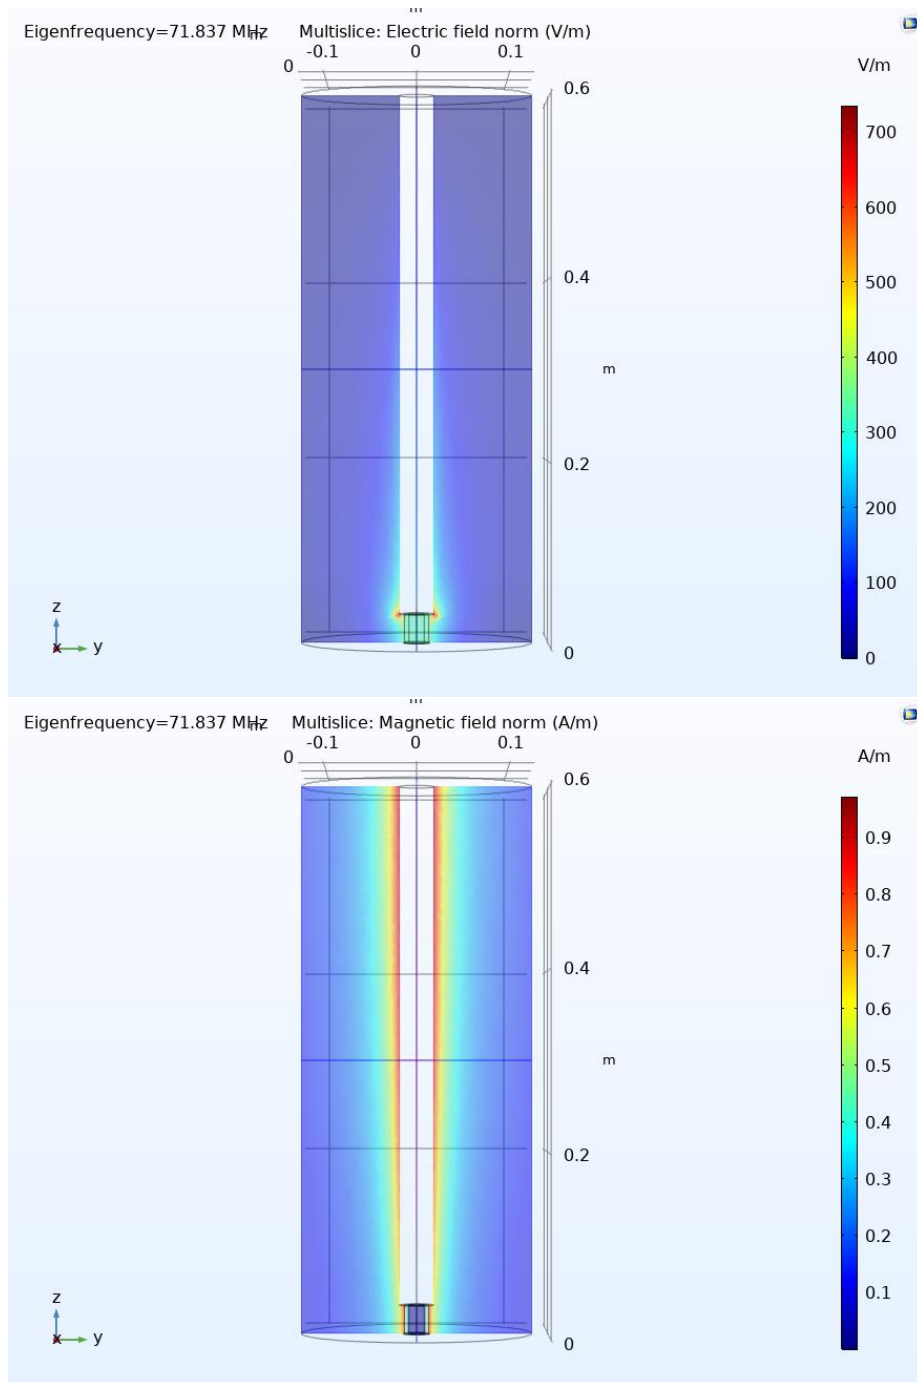 m
Eigenfrequency=71.837 MHz m Multislice: Electric field norm (V/m)
-0.1 0 0.1
0
V/m
0.6
700
600
500
0.4
400
m
300
0.2
200
100
z
x y
0
0
m
Eigenfrequency=71.837 MHz m Multislice: Magnetic field norm (A/m)
-0.1 0 0.1
0
A/m
0.6
0.9
0.8
0.7
0.4
0.6
m
0.5
0.4
0.2
0.3
0.2
z
0.1
x y
0